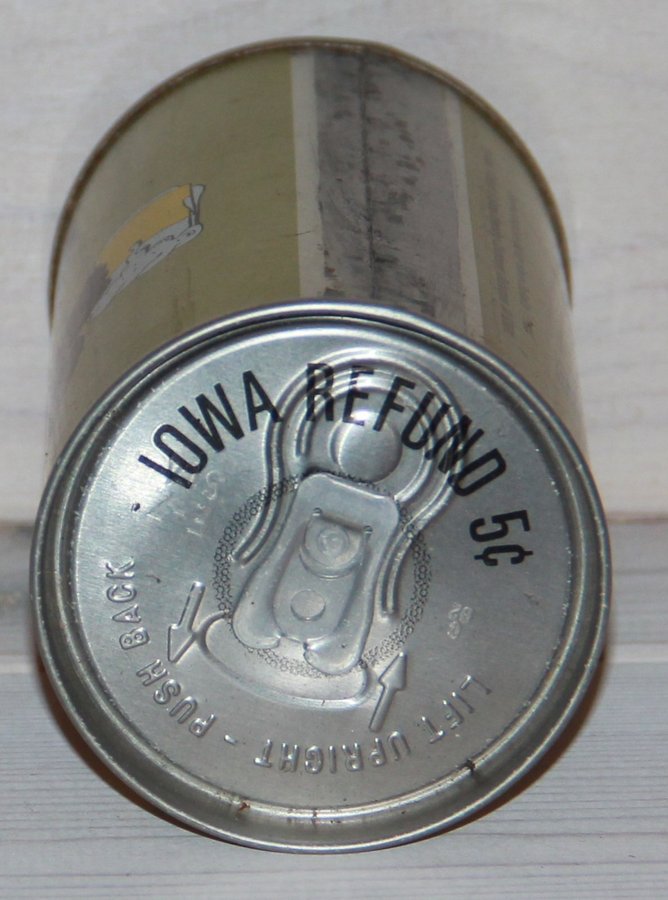 IOWA REFUND 5¢
LIFT UPRIGHT - PUSH BACK